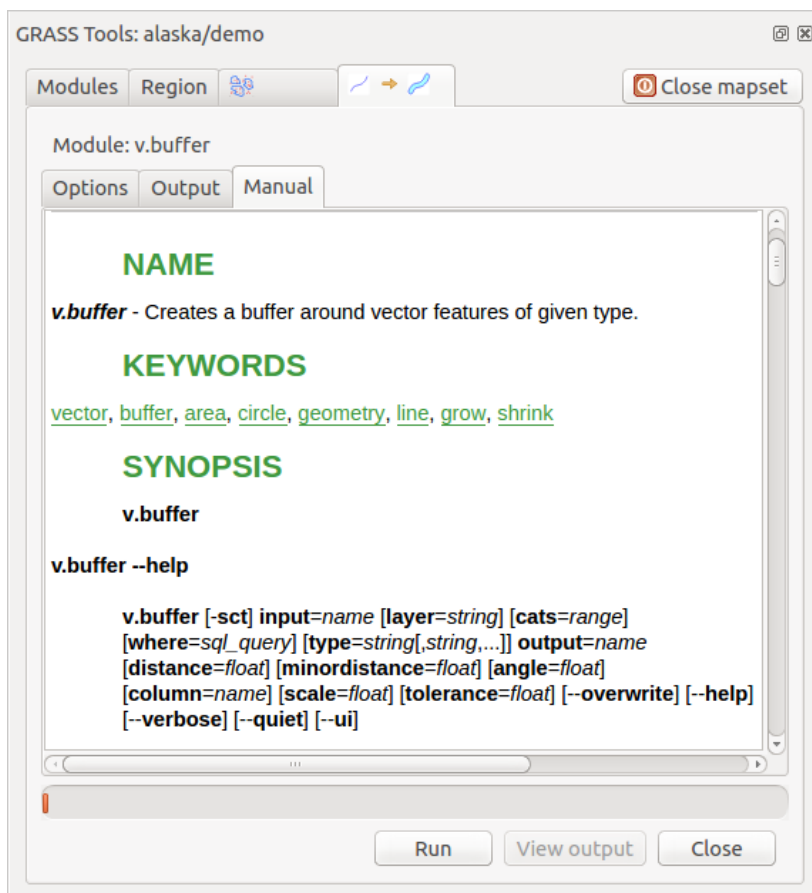 GRASS Tools: alaska/demo
Modules Region Close mapset
Module: v.buffer
Options Output Manual
NAME
v.buffer - Creates a buffer around vector features of given type.
KEYWORDS
vector, buffer, area, circle, geometry, line, grow, shrink
SYNOPSIS
v.buffer
v.buffer --help
v.buffer [-sct] input=name [layer=string] [cats=range]
[where=sql_query] [type=string[,string,...]] output=name
[distance=float] [minordistance=float] [angle=float]
[column=name] [scale=float] [tolerance=float] [--overwrite] [--help]
[--verbose] [--quiet] [--ui]
Run View output Close